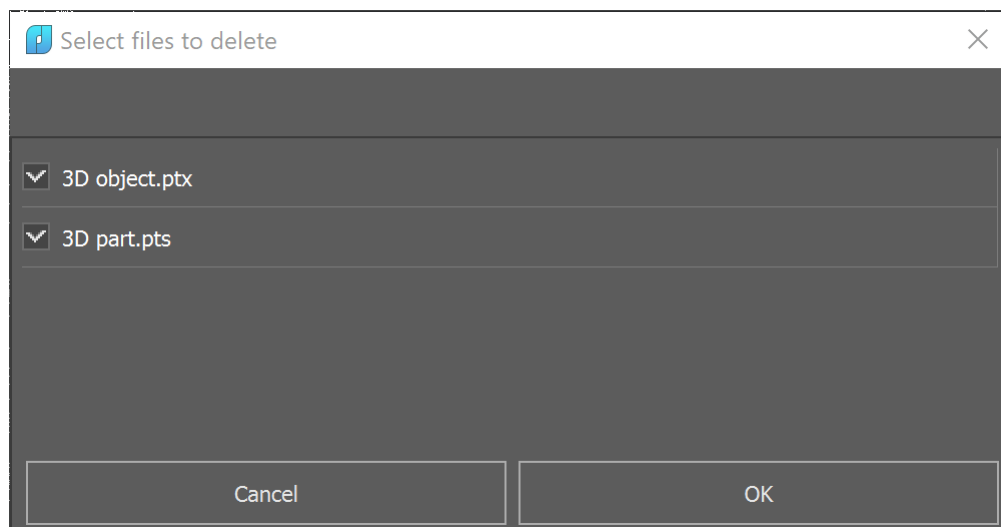 Select files to delete
3D object.ptx
3D part.pts
Cancel
OK